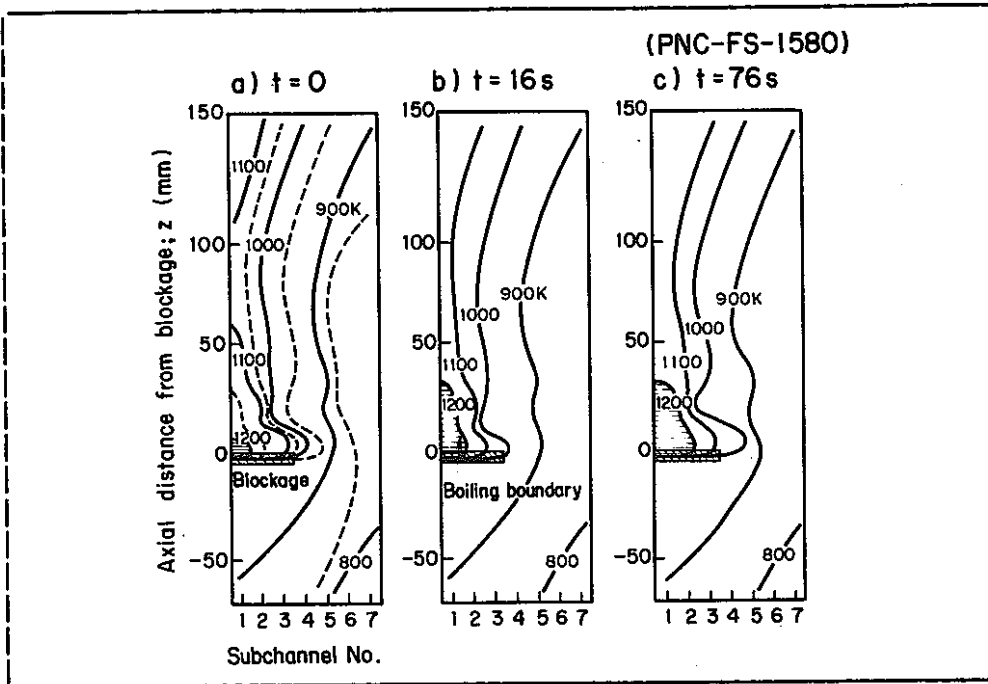 (PNC-FS-1580)
a) t=0
b) t=16s
c) t=76s
Axial distance from blockage; z (mm)
150
100
50
0
-50
1100
1000
900K
1100
1200
Blockage
800
1 2 3 4 5 6 7
Subchannel No.
150
100
50
0
-50
900K
1000
1100
1200
Boiling boundary
800
1 2 3 4 5 6 7
150
100
50
0
-50
900K
1000
1100
1200
800
1 2 3 4 5 6 7